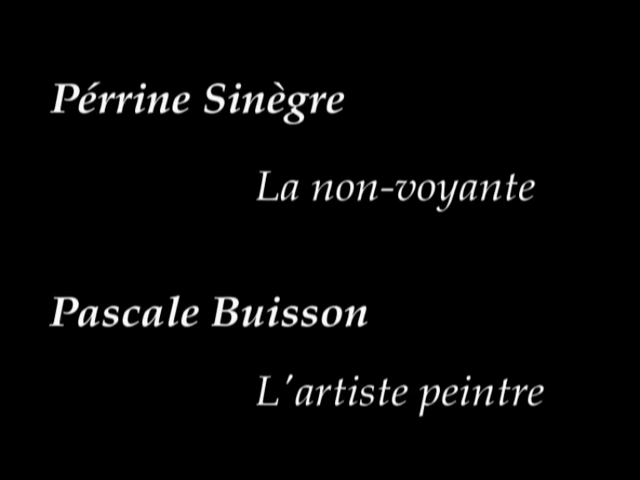 Pérrine Sinègre
La non-voyante
Pascale Buisson
L'artiste peintre